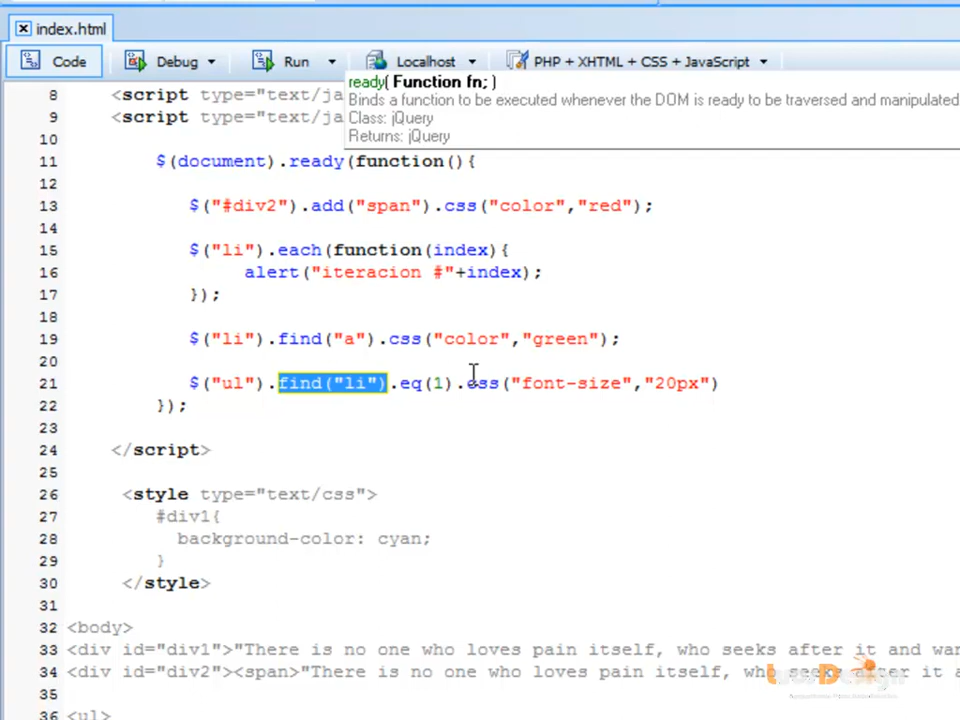 index.html
Code Debug Run Localhost PHP + XHTML + CSS + JavaScript
ready( Function fn; )
Binds a function to be executed whenever the DOM is ready to be traversed and manipulated
Class: jQuery
Returns: jQuery
8 <script type="text/ja
9 <script type="text/ja
10
11 $(document).ready(function(){
12
13 $("#div2").add("span").css("color","red");
14
15 $("li").each(function(index){
16 alert("iteracion #"+index);
17 });
18
19 $("li").find("a").css("color","green");
20
21 $("ul").find("li").eq(1).css("font-size","20px")
22 });
23
24 </script>
25
26 <style type="text/css">
27 #div1{
28 background-color: cyan;
29 }
30 </style>
31
32 <body>
33 <div id="div1">"There is no one who loves pain itself, who seeks after it and wan
34 <div id="div2"><span>"There is no one who loves pain itself, who seeks after it a
35
36 <ul>